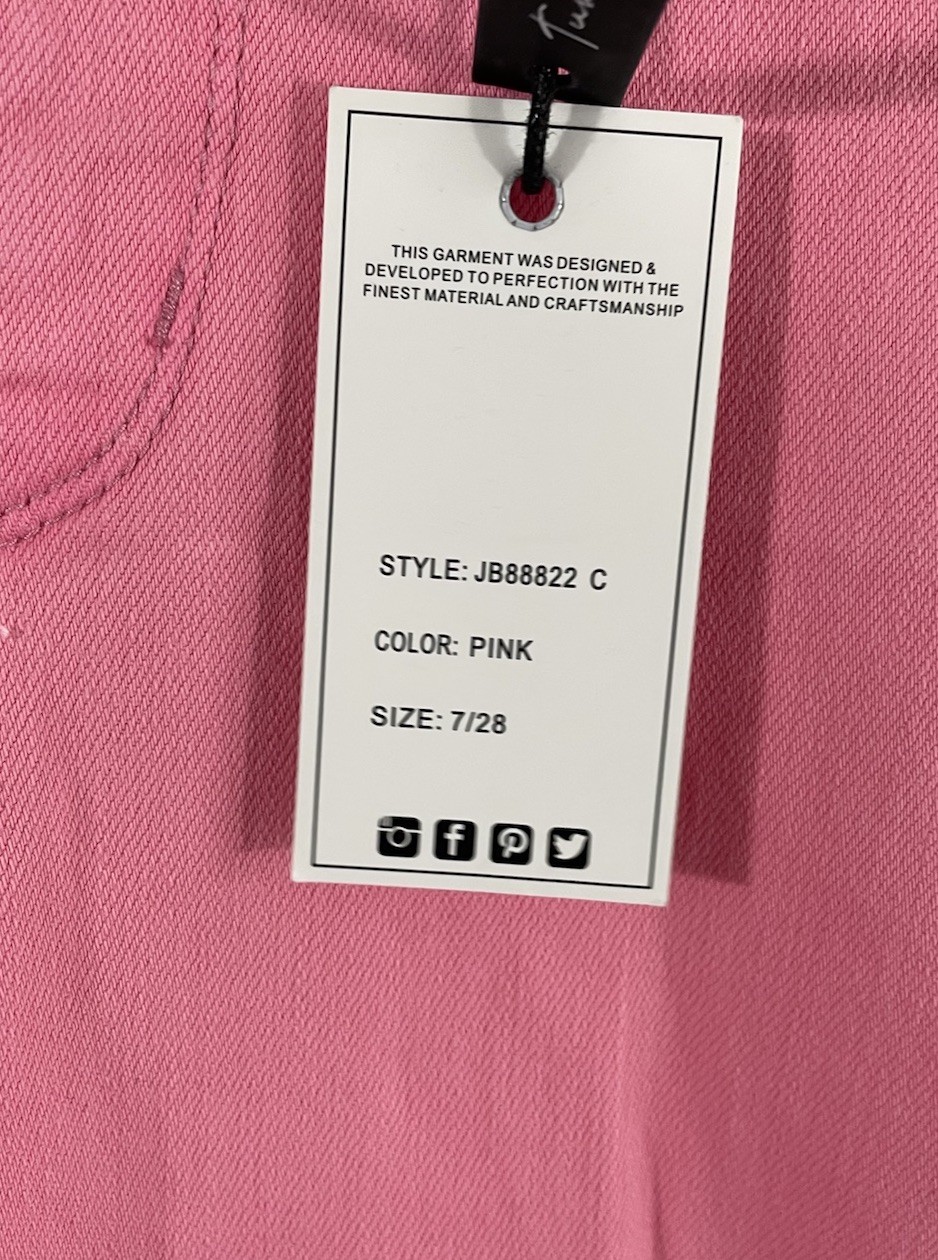 THIS GARMENT WAS DESIGNED &
DEVELOPED TO PERFECTION WITH THE
FINEST MATERIAL AND CRAFTSMANSHIP
STYLE: JB88822 C
COLOR: PINK
SIZE: 7/28